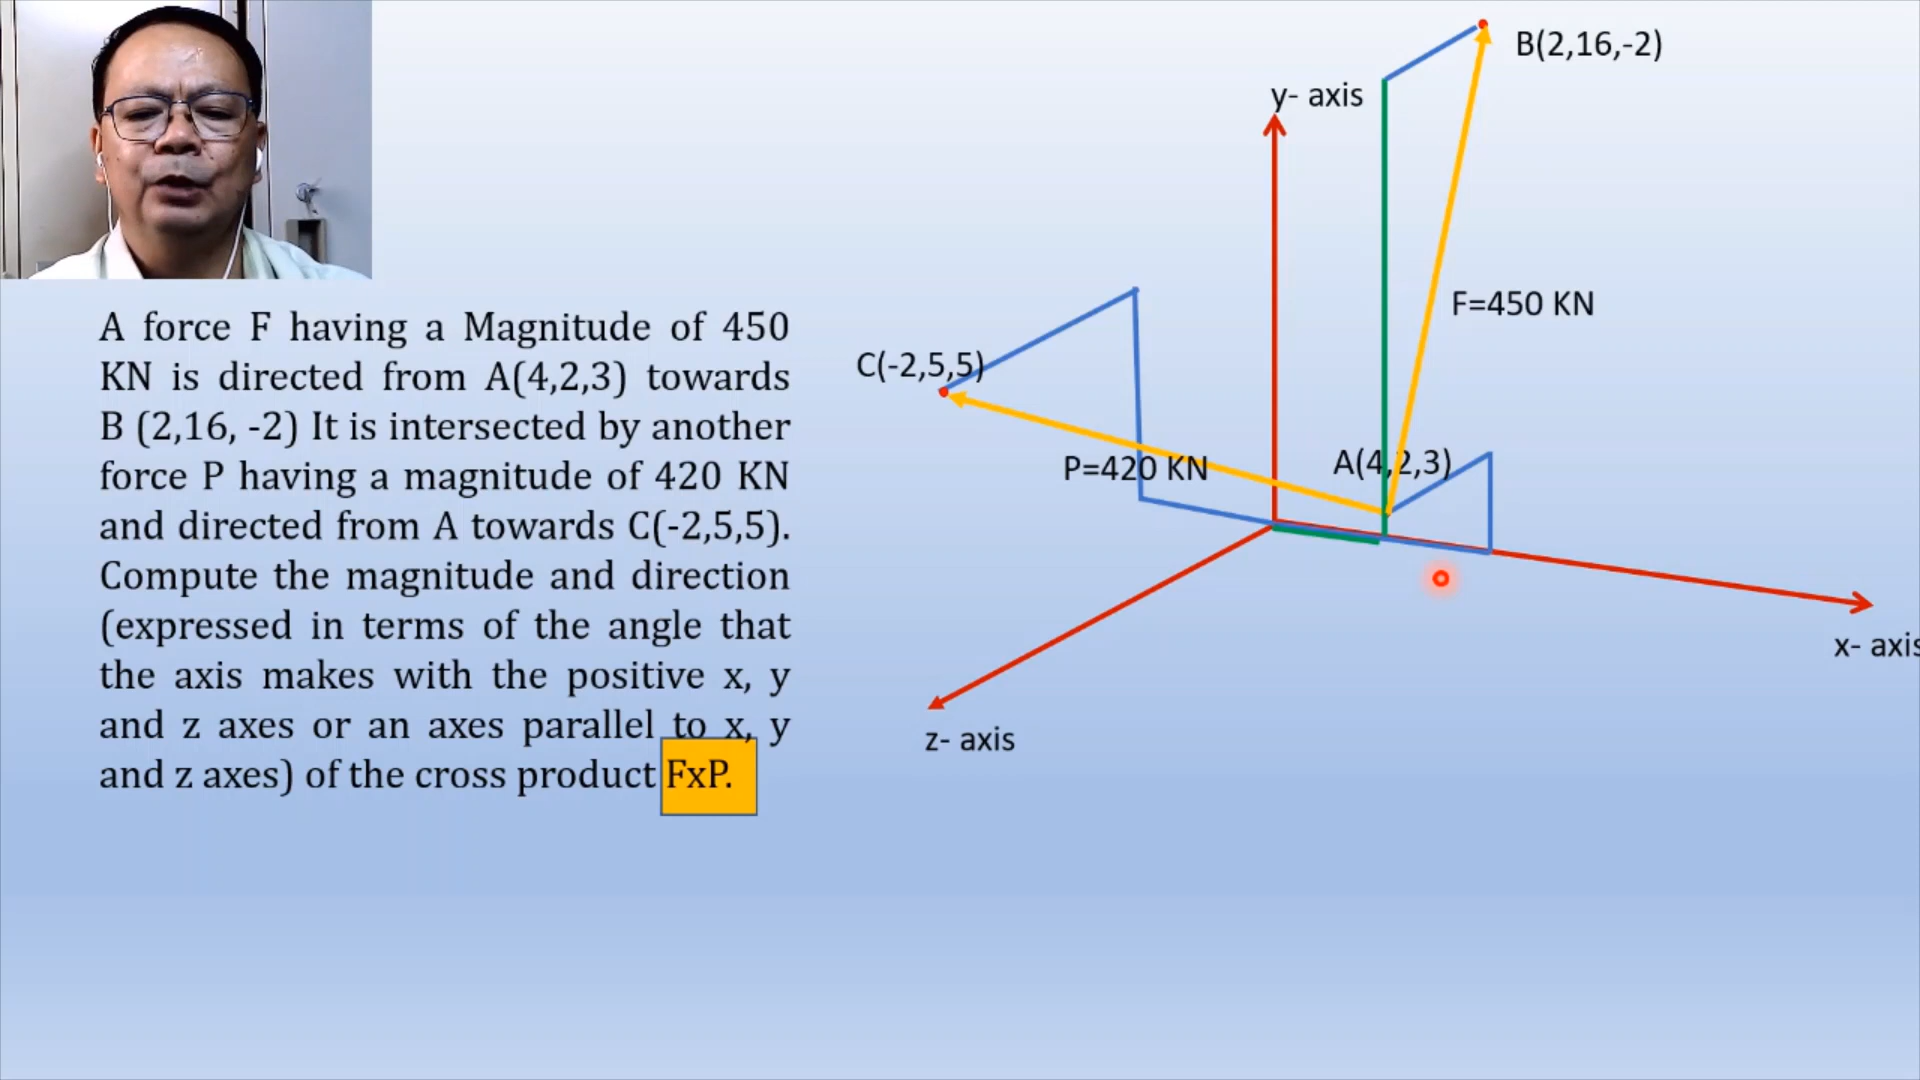 A force F having a Magnitude of 450
KN is directed from A(4,2,3) towards
B (2,16, -2) It is intersected by another
force P having a magnitude of 420 KN
and directed from A towards C(-2,5,5).
Compute the magnitude and direction
(expressed in terms of the angle that
the axis makes with the positive x, y
and z axes or an axes parallel to x, y
and z axes) of the cross product FxP.
B(2,16,-2)
y- axis
F=450 KN
C(-2,5,5)
A(4,2,3)
P=420 KN
x- axis
z- axis